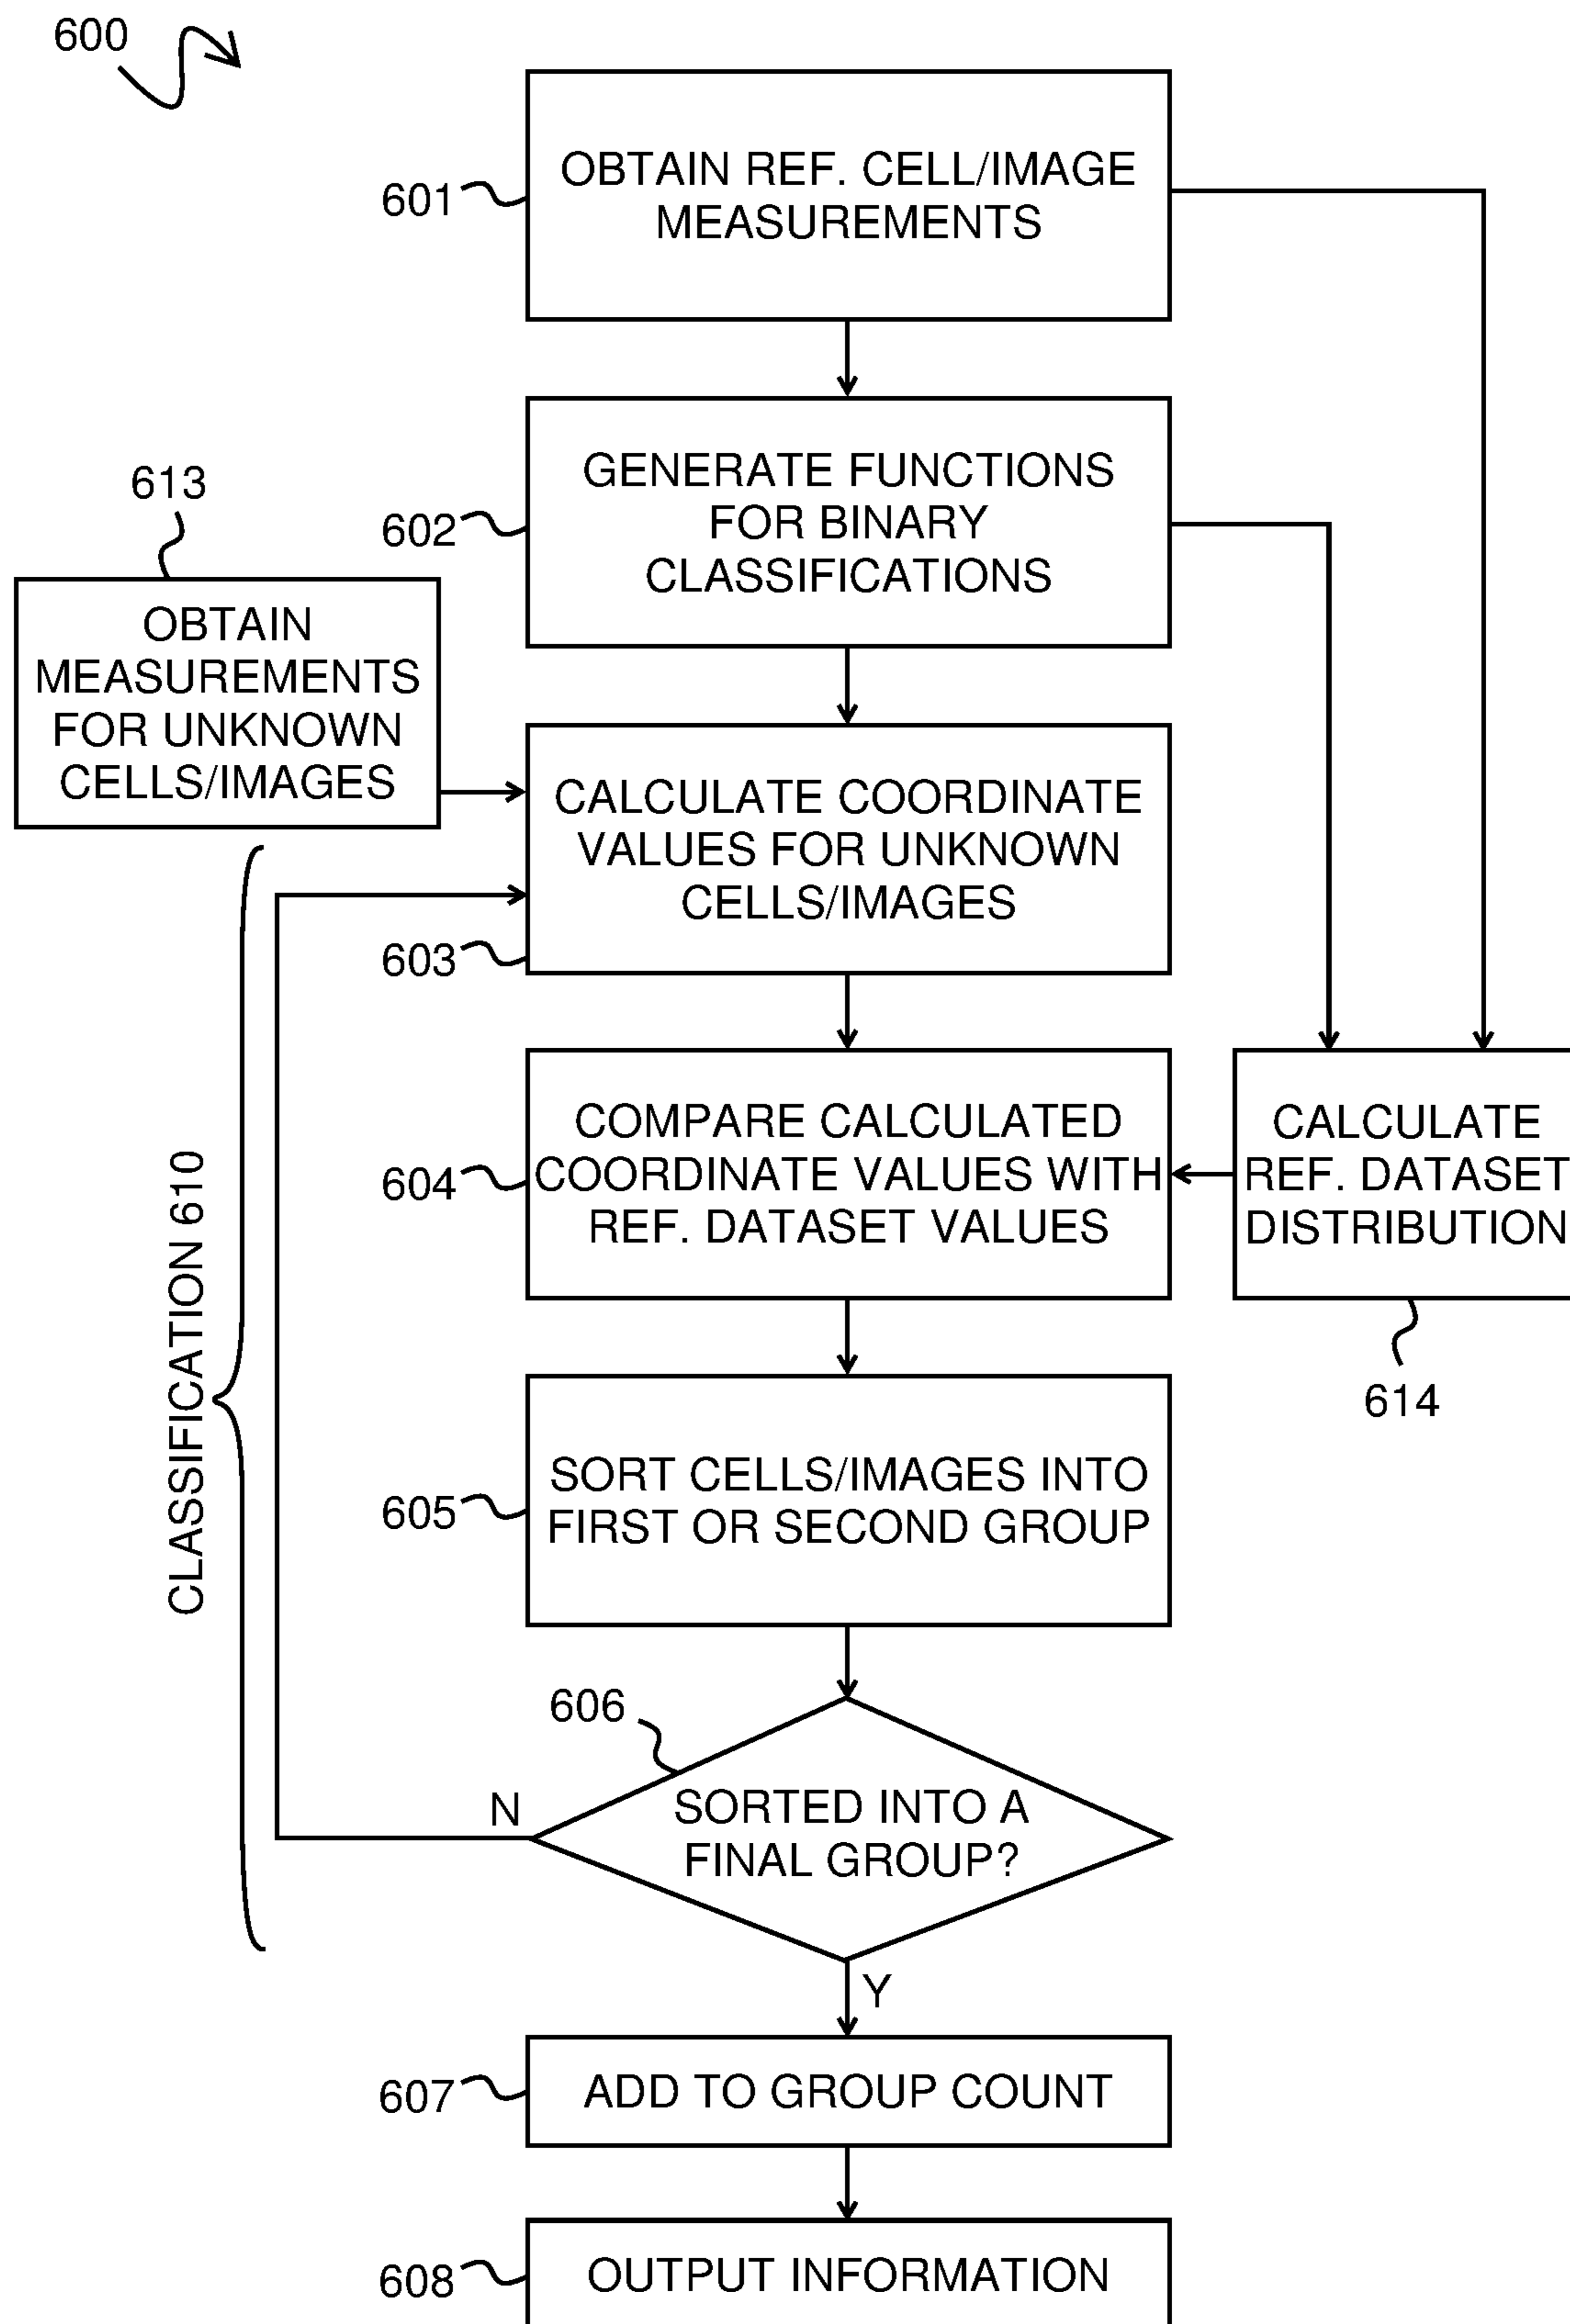 600
OBTAIN REF. CELL/IMAGE
MEASUREMENTS
601
GENERATE FUNCTIONS
FOR BINARY
CLASSIFICATIONS
602
613
OBTAIN
MEASUREMENTS
FOR UNKNOWN
CELLS/IMAGES
CALCULATE COORDINATE
VALUES FOR UNKNOWN
CELLS/IMAGES
603
COMPARE CALCULATED
COORDINATE VALUES WITH
REF. DATASET VALUES
604
CALCULATE
REF. DATASET
DISTRIBUTION
614
CLASSIFICATION 610
SORT CELLS/IMAGES INTO
FIRST OR SECOND GROUP
605
606
SORTED INTO A
FINAL GROUP?
N
Y
ADD TO GROUP COUNT
607
OUTPUT INFORMATION
608